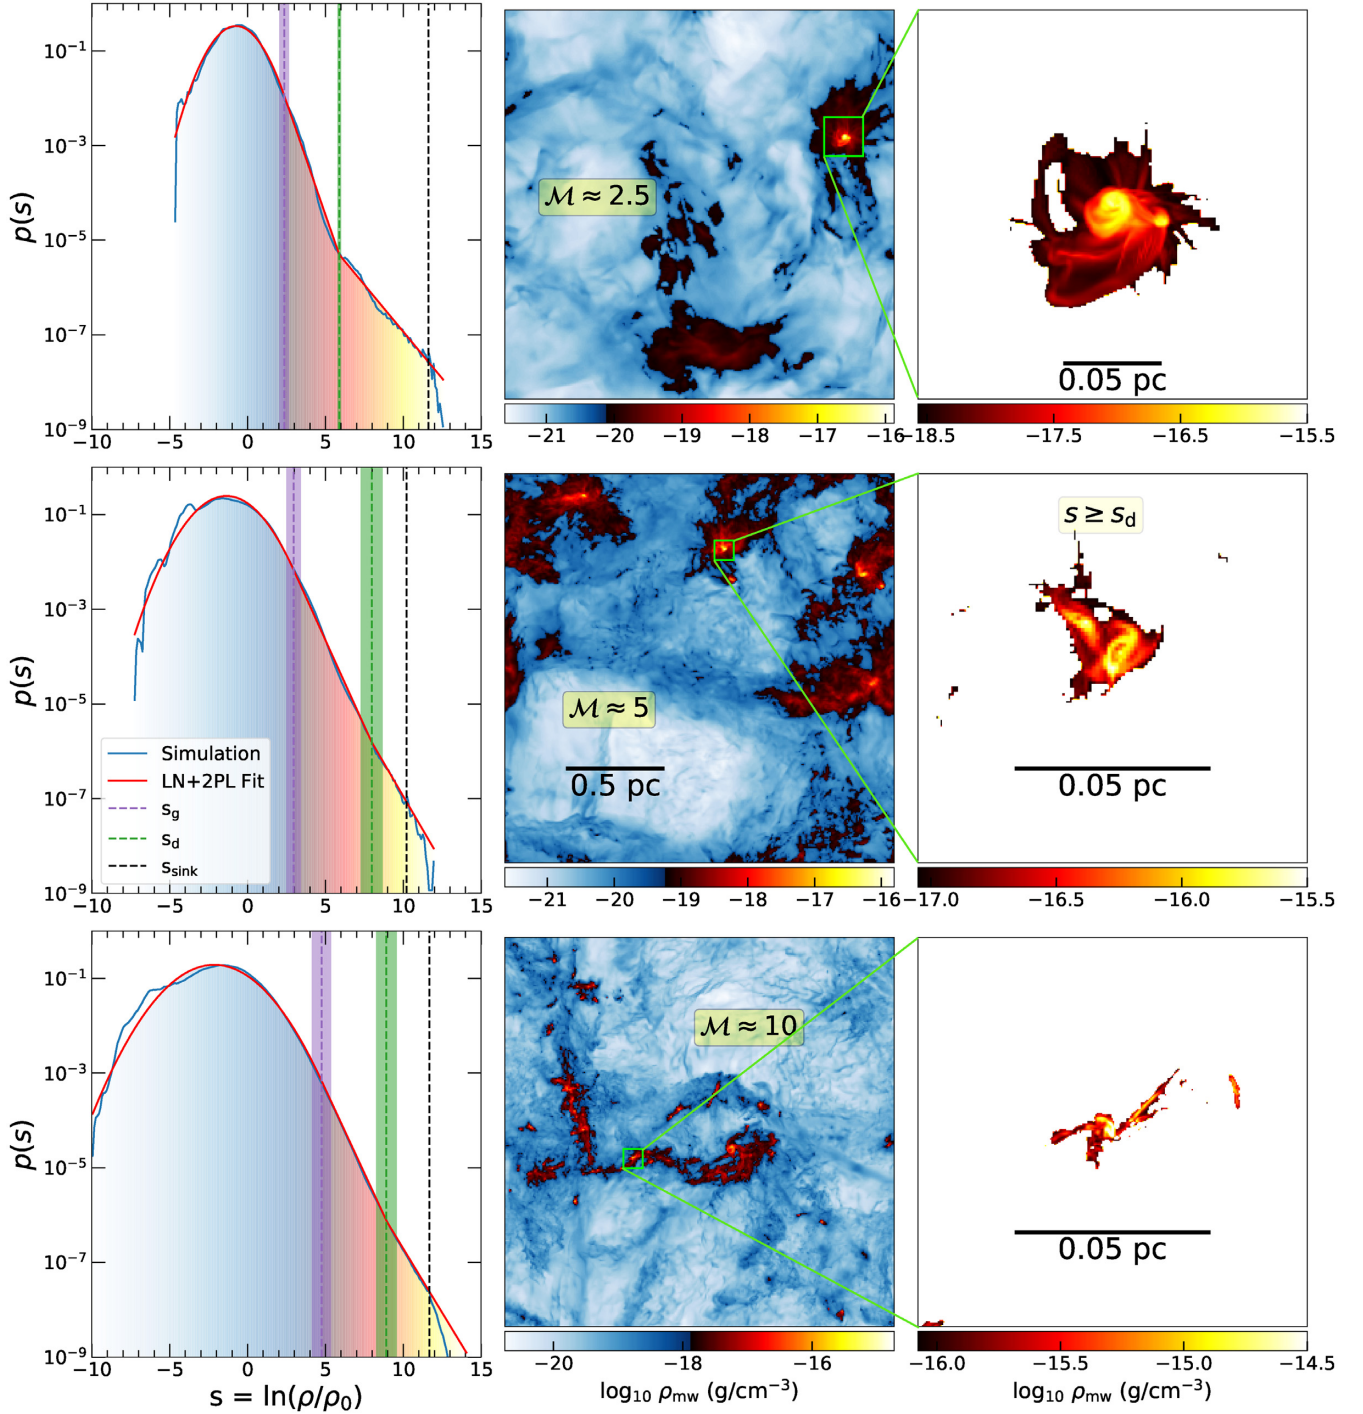 p(s)
10⁻¹
10⁻³
10⁻⁵
10⁻⁷
10⁻⁹
−10 −5 0 5 10 15
ℳ ≈ 2.5
−21 −20 −19 −18 −17 −16
0.05 pc
−18.5 −17.5 −16.5 −15.5
p(s)
10⁻¹
10⁻³
10⁻⁵
10⁻⁷
10⁻⁹
Simulation
LN+2PL Fit
s_g
s_d
s_sink
−10 −5 0 5 10 15
ℳ ≈ 5
0.5 pc
−21 −20 −19 −18 −17 −16
s ≥ s_d
0.05 pc
−17.0 −16.5 −16.0 −15.5
p(s)
10⁻¹
10⁻³
10⁻⁵
10⁻⁷
10⁻⁹
−10 −5 0 5 10 15
s = ln(ρ/ρ₀)
ℳ ≈ 10
−20 −18 −16
log₁₀ ρ_mw (g/cm⁻³)
0.05 pc
−16.0 −15.5 −15.0 −14.5
log₁₀ ρ_mw (g/cm⁻³)